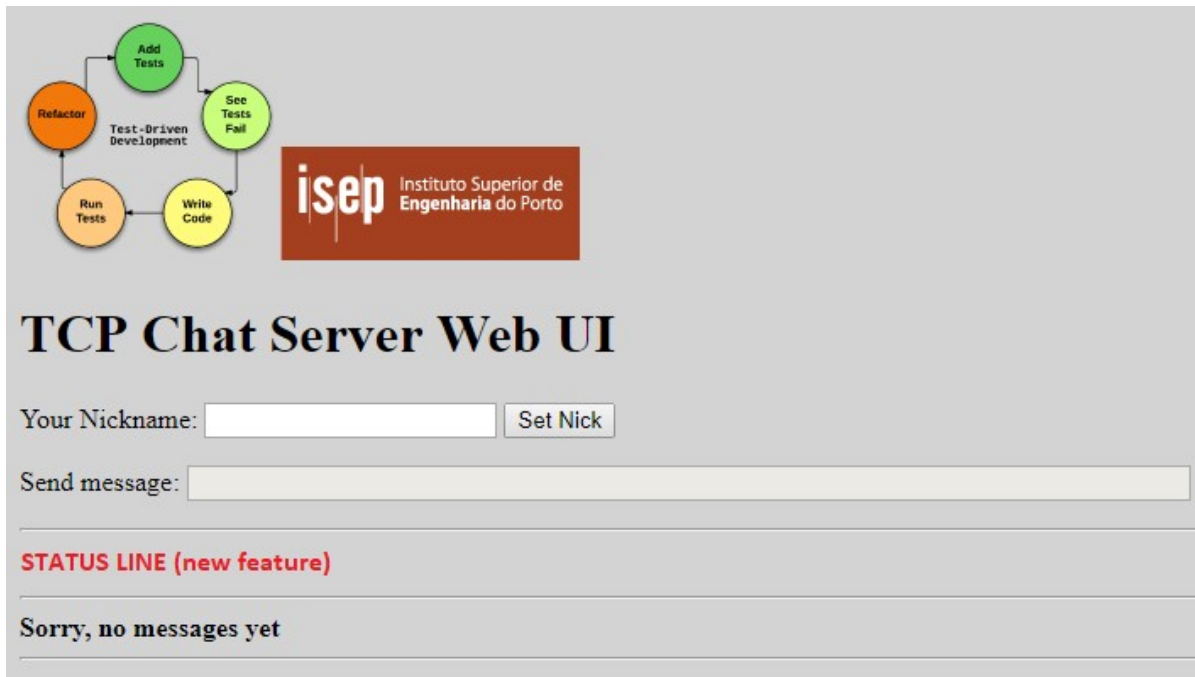 Add
Tests
See
Tests
Fail
Refactor
Test-Driven
Development
Run
Tests
Write
Code
isep
Instituto Superior de
Engenharia do Porto
TCP Chat Server Web UI
Your Nickname: Set Nick
Send message:
STATUS LINE (new feature)
Sorry, no messages yet